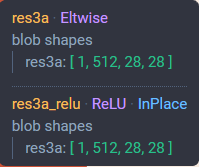 res3a · Eltwise
blob shapes
res3a: [ 1, 512, 28, 28 ]
res3a_relu · ReLU · InPlace
blob shapes
res3a: [ 1, 512, 28, 28 ]